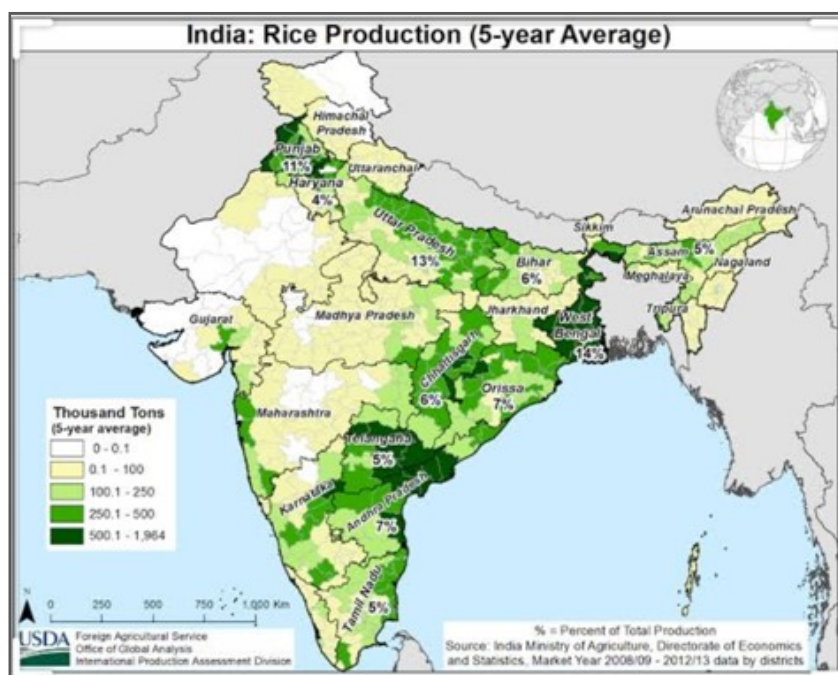 India: Rice Production (5-year Average)
Himachal
Pradesh
Punjab
11%
Uttaranchal
Haryana
4%
Uttar Pradesh
13%
Sikkim
Arunachal Pradesh
Assam
5%
Nagaland
Meghalaya
Tripura
Bihar
6%
Jharkhand
West
Bengal
14%
Gujarat
Madhya Pradesh
Chhattisgarh
6%
Orissa
7%
Maharashtra
Telangana
5%
Karnataka
Andhra Pradesh
7%
Tamil Nadu
5%
Thousand Tons
(5-year average)
0 - 0.1
0.1 - 100
100.1 - 250
250.1 - 500
500.1 - 1,964
N
0 250 500 750 1,000 Km
USDA
Foreign Agricultural Service
Office of Global Analysis
International Production Assessment Division
% = Percent of Total Production
Source: India Ministry of Agriculture, Directorate of Economics
and Statistics, Market Year 2008/09 - 2012/13 data by districts